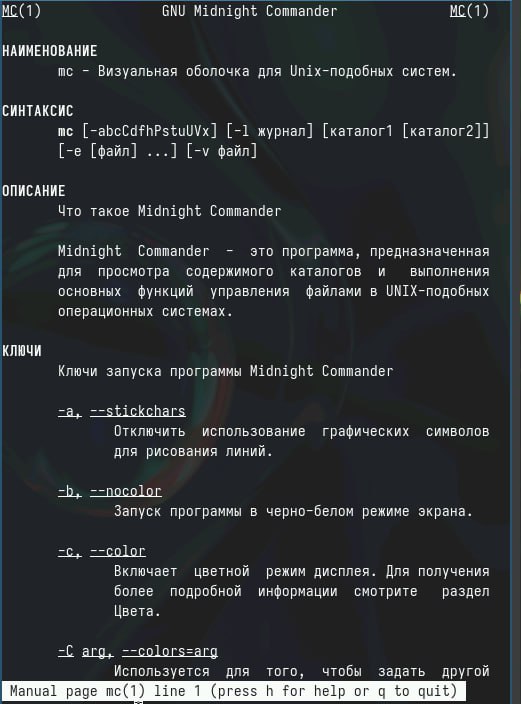 MC(1) GNU Midnight Commander MC(1)
НАИМЕНОВАНИЕ
mc - Визуальная оболочка для Unix-подобных систем.
СИНТАКСИС
mc [-abcCdfhPstuUVx] [-l журнал] [каталог1 [каталог2]]
[-e [файл] ...] [-v файл]
ОПИСАНИЕ
Что такое Midnight Commander
Midnight Commander - это программа, предназначенная
для просмотра содержимого каталогов и выполнения
основных функций управления файлами в UNIX-подобных
операционных системах.
КЛЮЧИ
Ключи запуска программы Midnight Commander
-a, --stickchars
Отключить использование графических символов
для рисования линий.
-b, --nocolor
Запуск программы в черно-белом режиме экрана.
-c, --color
Включает цветной режим дисплея. Для получения
более подробной информации смотрите раздел
Цвета.
-C arg, --colors=arg
Используется для того, чтобы задать другой
Manual page mc(1) line 1 (press h for help or q to quit)